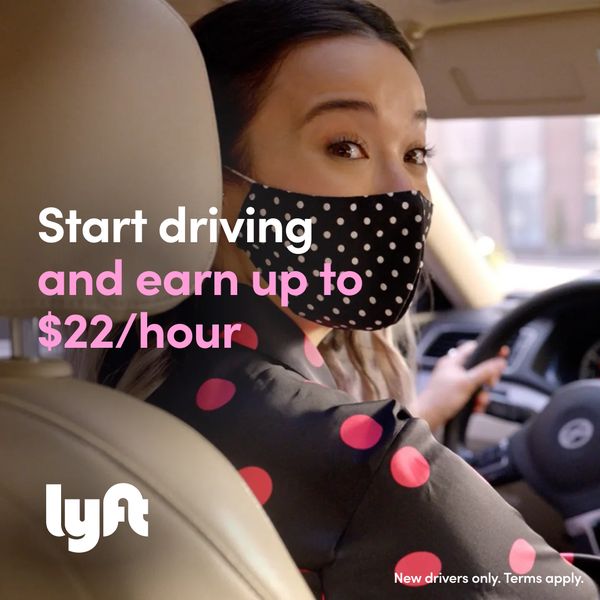 Start driving
and earn up to
$22/hour
lyft
New drivers only. Terms apply.